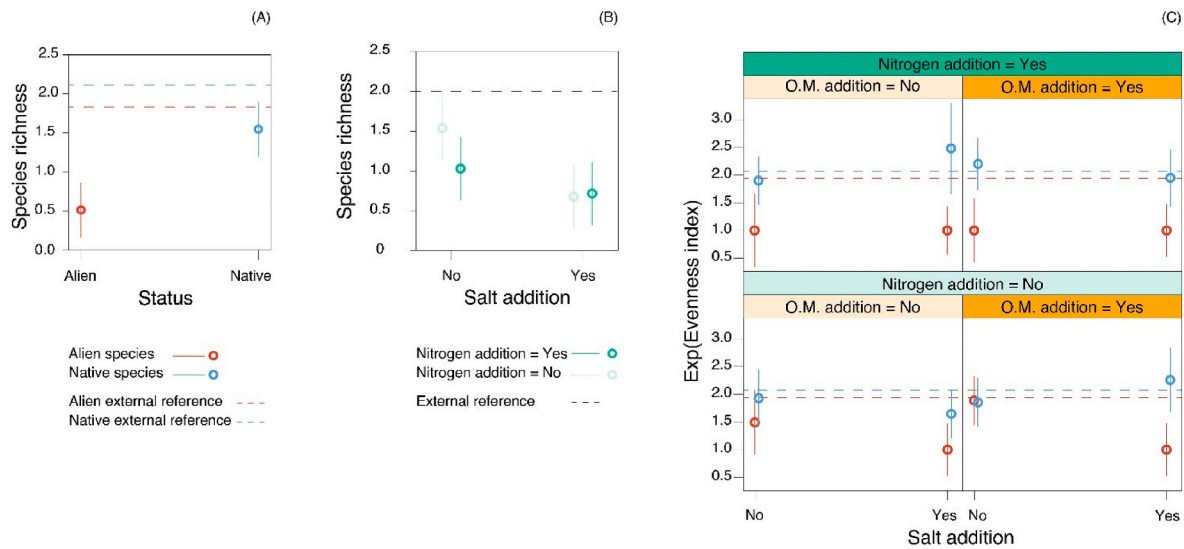 (A)
Species richness
2.5
2.0
1.5
1.0
0.5
0.0
Alien
Native
Status
Alien species
Native species
Alien external reference
Native external reference
(B)
Species richness
2.5
2.0
1.5
1.0
0.5
0
No
Yes
Salt addition
Nitrogen addition = Yes
Nitrogen addition = No
External reference
(C)
Exp(Evenness index)
Nitrogen addition = Yes
O.M. addition = No
O.M. addition = Yes
3.0
2.5
2.0
1.5
1.0
0.5
Nitrogen addition = No
O.M. addition = No
O.M. addition = Yes
3.0
2.5
2.0
1.5
1.0
0.5
No
Yes
No
Yes
Salt addition